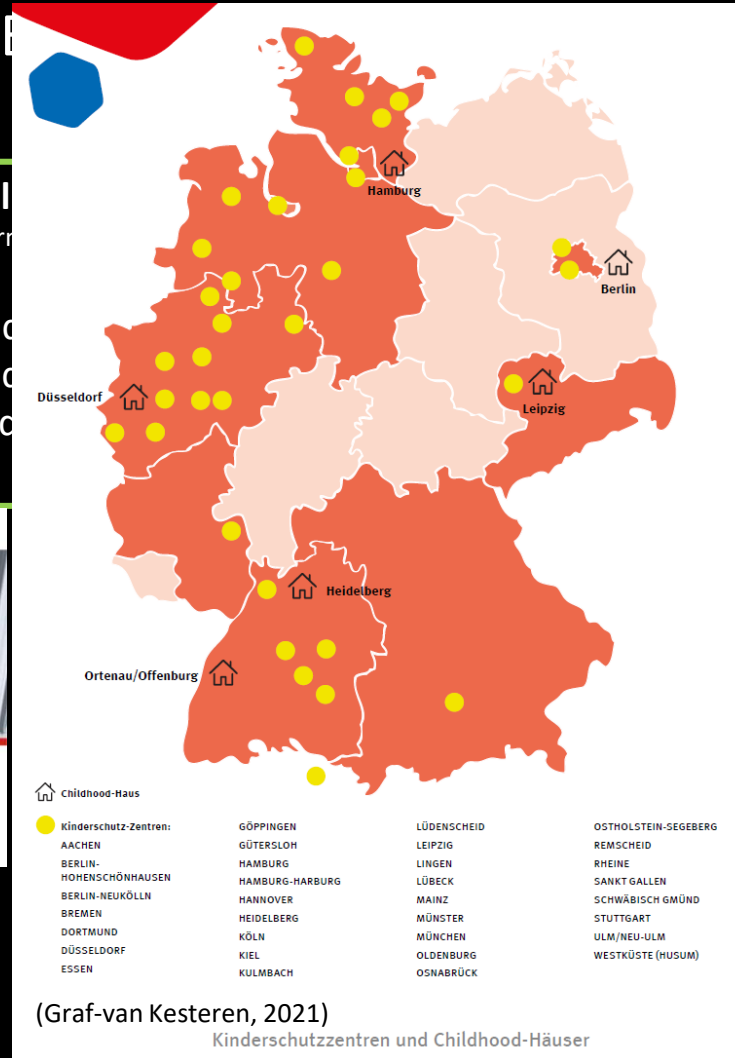 Hamburg
Berlin
Düsseldorf
Leipzig
Heidelberg
Ortenau/Offenburg
Childhood-Haus
Kinderschutz-Zentren:
AACHEN
BERLIN-
HOHENSCHÖNHAUSEN
BERLIN-NEUKÖLLN
BREMEN
DORTMUND
DÜSSELDORF
ESSEN
GÖPPINGEN
GÜTERSLOH
HAMBURG
HAMBURG-HARBURG
HANNOVER
HEIDELBERG
KÖLN
KIEL
KULMBACH
LÜDENSCHEID
LEIPZIG
LINGEN
LÜBECK
MAINZ
MÜNSTER
MÜNCHEN
OLDENBURG
OSNABRÜCK
OSTHOLSTEIN-SEGEBERG
REMSCHEID
RHEINE
SANKT GALLEN
SCHWÄBISCH GMÜND
STUTTGART
ULM/NEU-ULM
WESTKÜSTE (HUSUM)
(Graf-van Kesteren, 2021)
Kinderschutzzentren und Childhood-Häuser